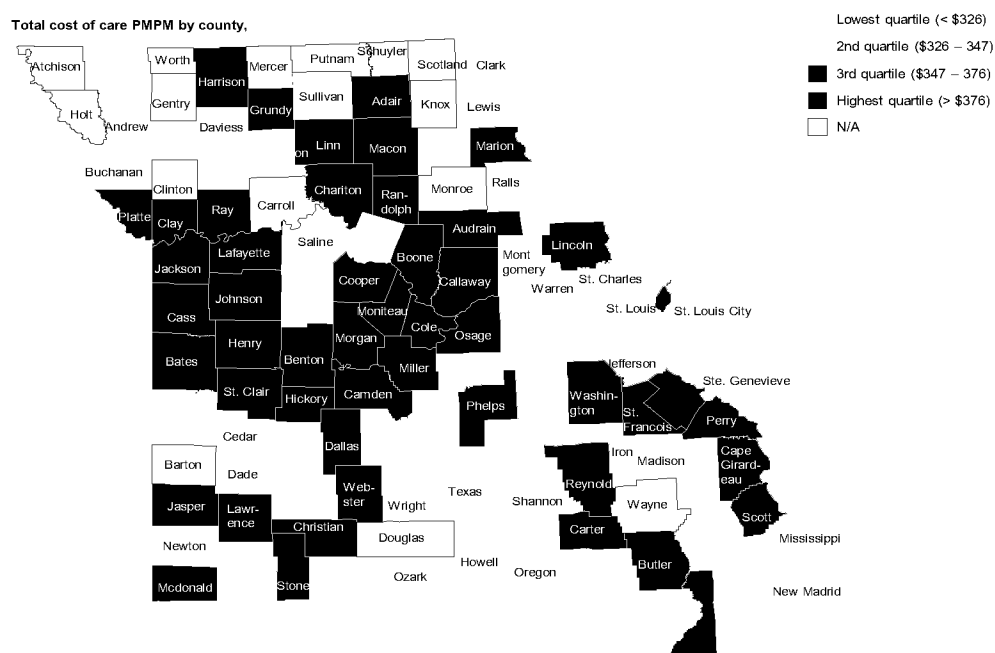 Total cost of care PMPM by county,
Lowest quartile (< $326)
2nd quartile ($326 – 347)
3rd quartile ($347 – 376)
Highest quartile (> $376)
N/A
Atchison
Worth
Harrison
Mercer
Putnam
Schuyler
Scotland
Clark
Holt
Gentry
Grundy
Sullivan
Adair
Knox
Lewis
Andrew
Daviess
on
Linn
Macon
Marion
Buchanan
Clinton
Carroll
Chariton
Ran-
dolph
Monroe
Ralls
Platte
Clay
Ray
Audrain
Lincoln
Jackson
Lafayette
Saline
Boone
Mont
gomery
Callaway
Warren
St. Charles
Cooper
Johnson
Moniteau
St. Louis
St. Louis City
Cass
Cole
Osage
Henry
Morgan
Bates
Benton
Miller
Jefferson
St. Clair
Hickory
Camden
Phelps
Washin-
gton
St.
Francois
Ste. Genevieve
Perry
Cedar
Dallas
Iron
Madison
Cape
Girard-
eau
Barton
Dade
Web-
ster
Wright
Texas
Shannon
Reynold
Wayne
Scott
Jasper
Lawr-
ence
Christian
Douglas
Carter
Mississippi
Newton
Howell
Butler
Ozark
Oregon
Mcdonald
Stone
New Madrid